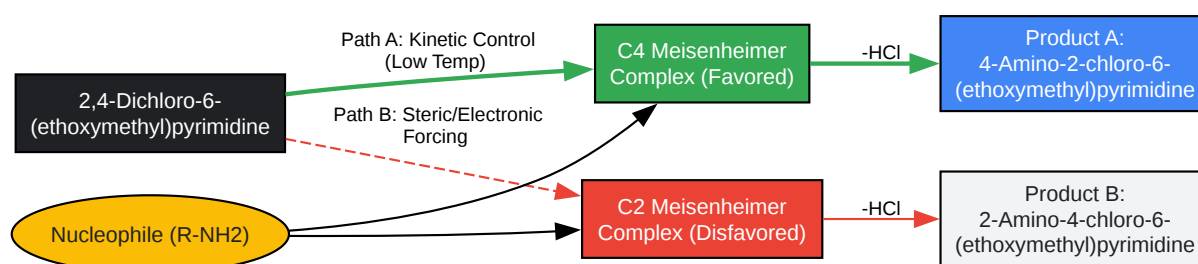 2,4-Dichloro-6-
(ethoxymethyl)pyrimidine
Nucleophile (R-NH2)
Path A: Kinetic Control
(Low Temp)
Path B: Steric/Electronic
Forcing
C4 Meisenheimer
Complex (Favored)
C2 Meisenheimer
Complex (Disfavored)
-HCl
-HCl
Product A:
4-Amino-2-chloro-6-
(ethoxymethyl)pyrimidine
Product B:
2-Amino-4-chloro-6-
(ethoxymethyl)pyrimidine